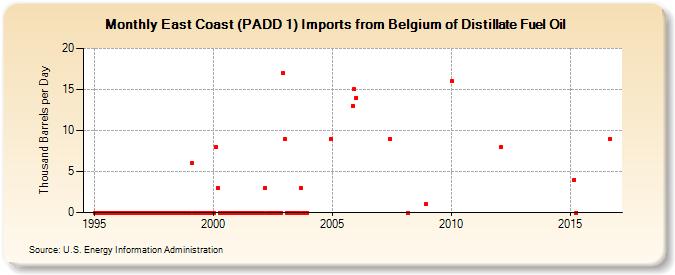 Monthly East Coast (PADD 1) Imports from Belgium of Distillate Fuel Oil
Thousand Barrels per Day
20
15
10
5
0
1995 2000 2005 2010 2015
Source: U.S. Energy Information Administration